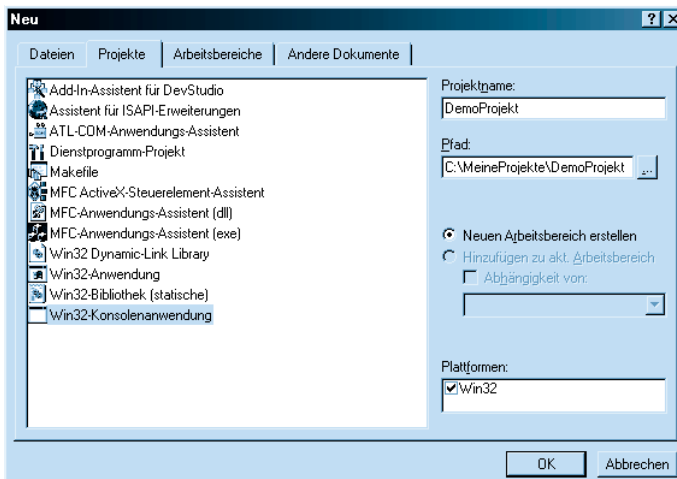 Neu
Dateien Projekte Arbeitsbereiche Andere Dokumente
Add-In-Assistent für DevStudio
Assistent für ISAPI-Erweiterungen
ATL-COM-Anwendungs-Assistent
Dienstprogramm-Projekt
Makefile
MFC ActiveX-Steuerelement-Assistent
MFC-Anwendungs-Assistent (dll)
MFC-Anwendungs-Assistent (exe)
Win32 Dynamic-Link Library
Win32-Anwendung
Win32-Bibliothek (statische)
Win32-Konsolenanwendung
Projektname:
DemoProjekt
Pfad:
C:\MeineProjekte\DemoProjekt ...
Neuen Arbeitsbereich erstellen
Hinzufügen zu akt. Arbeitsbereich
Abhängigkeit von:
Plattformen:
Win32
OK Abbrechen